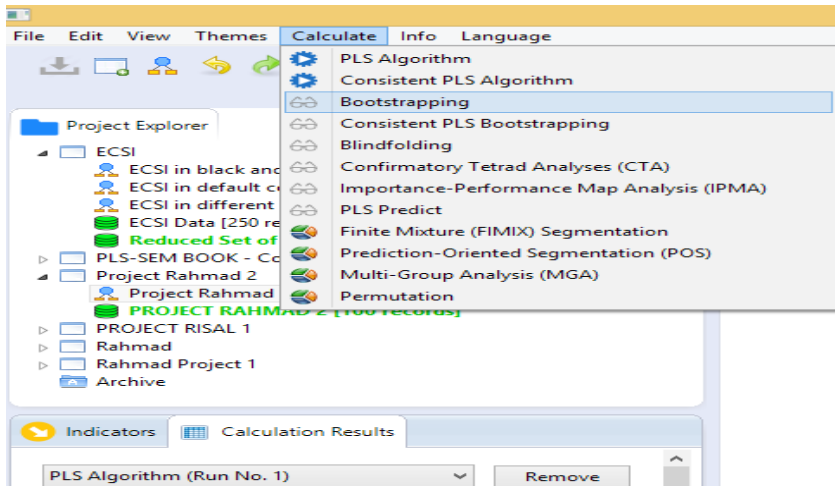 File Edit View Themes Calculate Info Language
PLS Algorithm
Consistent PLS Algorithm
Bootstrapping
Consistent PLS Bootstrapping
Blindfolding
Confirmatory Tetrad Analyses (CTA)
Importance-Performance Map Analysis (IPMA)
PLS Predict
Finite Mixture (FIMIX) Segmentation
Prediction-Oriented Segmentation (POS)
Multi-Group Analysis (MGA)
Permutation
Project Explorer
ECSI
ECSI in black and
ECSI in default
ECSI in different
ECSI Data [250 re
Reduced Set of
PLS-SEM BOOK - Co
Project Rahmad 2
Project Rahmad
PROJECT RAHMAD 2 [100 records]
PROJECT RISAL 1
Rahmad
Rahmad Project 1
Archive
Indicators Calculation Results
PLS Algorithm (Run No. 1) Remove